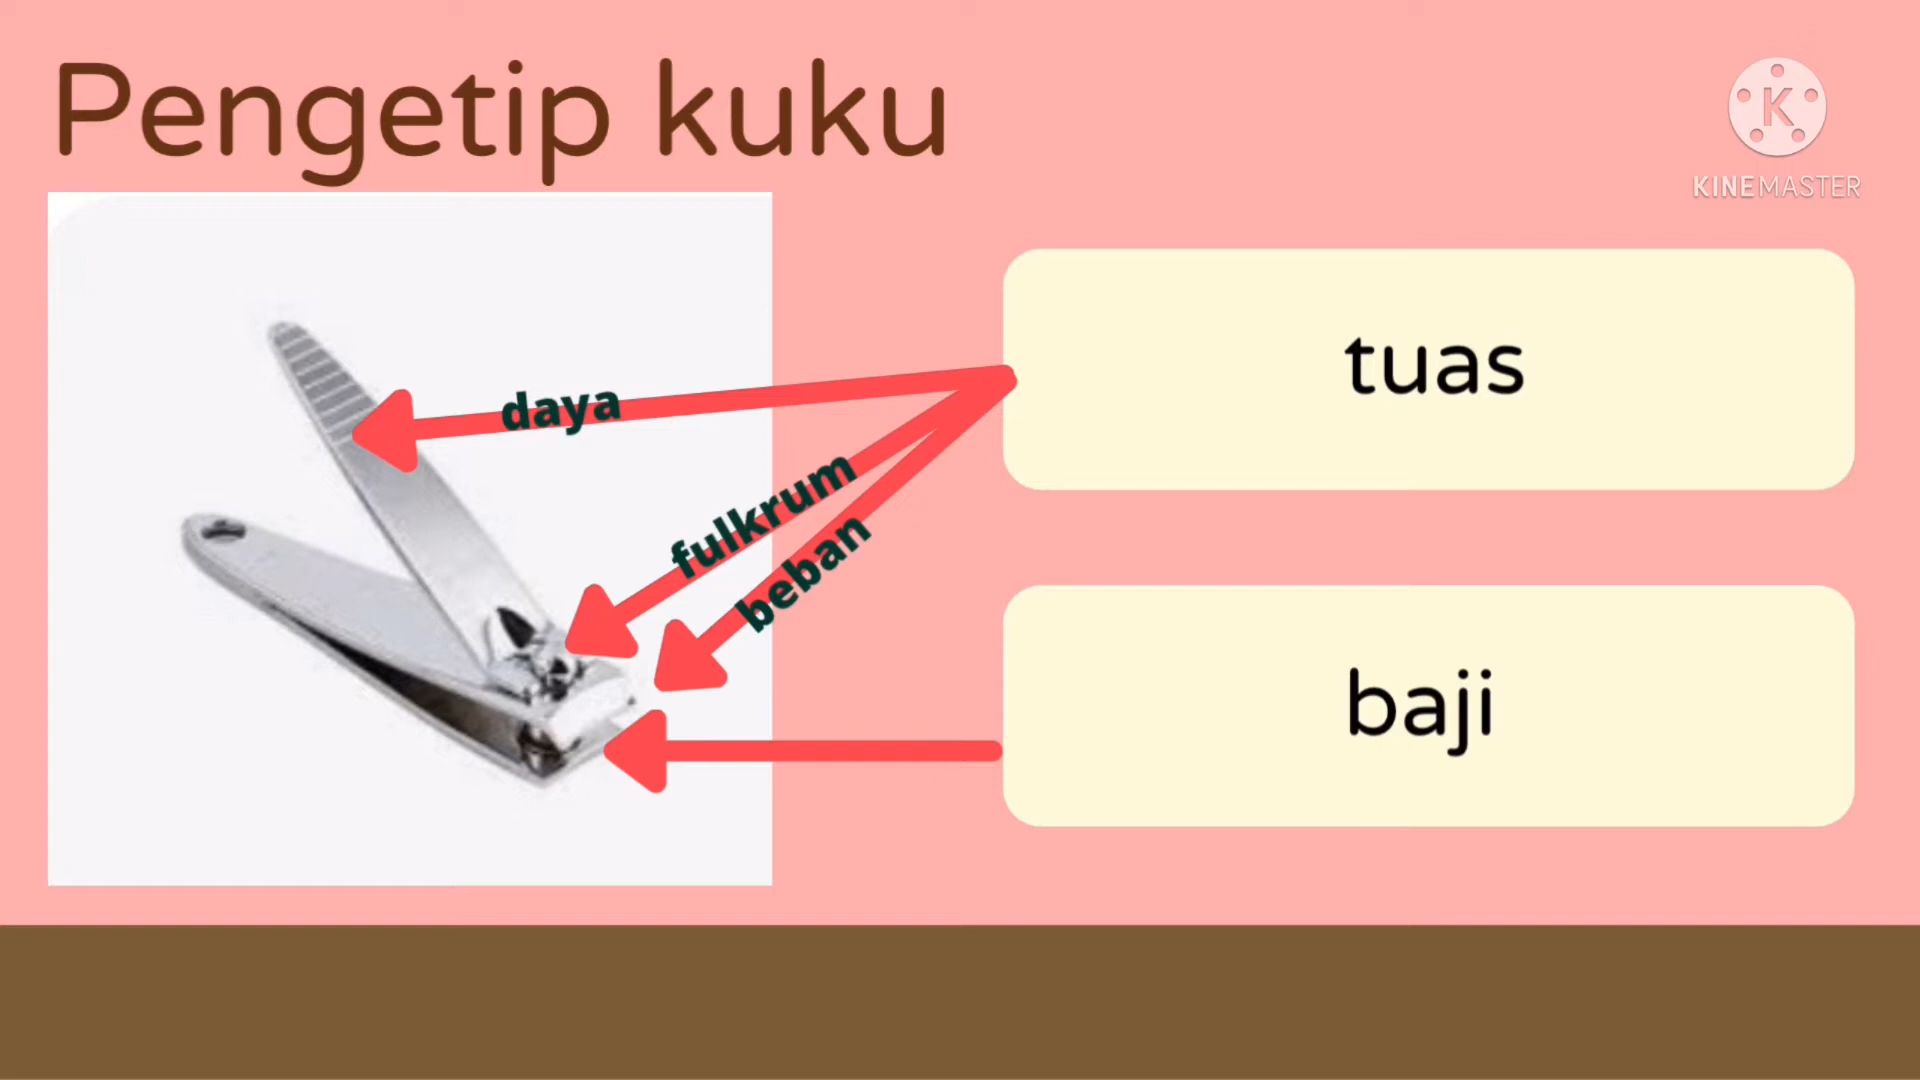 Pengetip kuku
KINEMASTER
tuas
daya
fulkrum
beban
baji